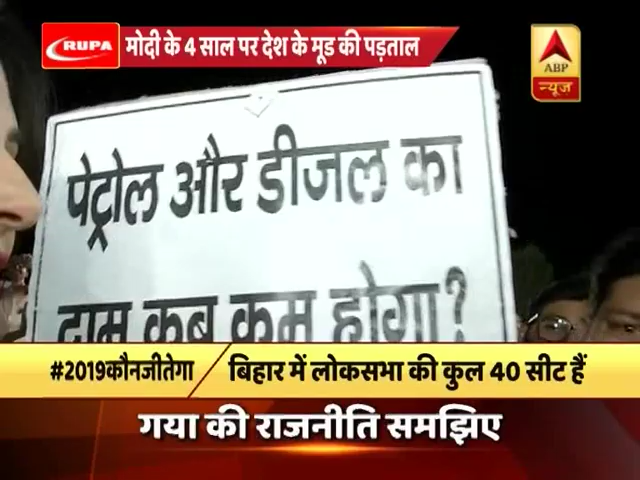 RUPA
मोदी के 4 साल पर देश के मूड की पड़ताल
ABP
न्यूज़
पेट्रोल और डीजल का
दाम कब कम होगा?
#2019कौनजीतेगा
बिहार में लोकसभा की कुल 40 सीट हैं
गया की राजनीति समझिए